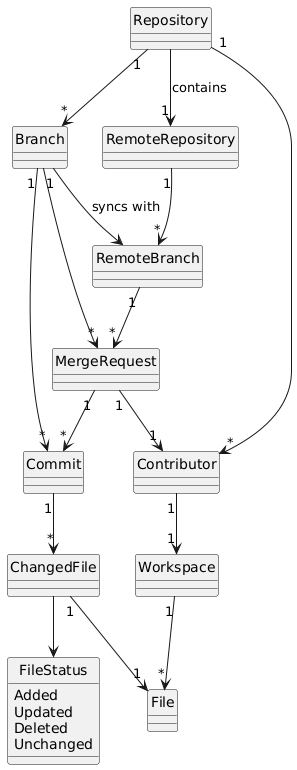 Repository
1
1
contains
*
1
Branch
RemoteRepository
1
1
1
syncs with
*
RemoteBranch
1
*
*
MergeRequest
1
1
*
*
1
*
Commit
Contributor
1
1
*
1
ChangedFile
Workspace
1
1
FileStatus
Added
Updated
Deleted
Unchanged
1
*
File